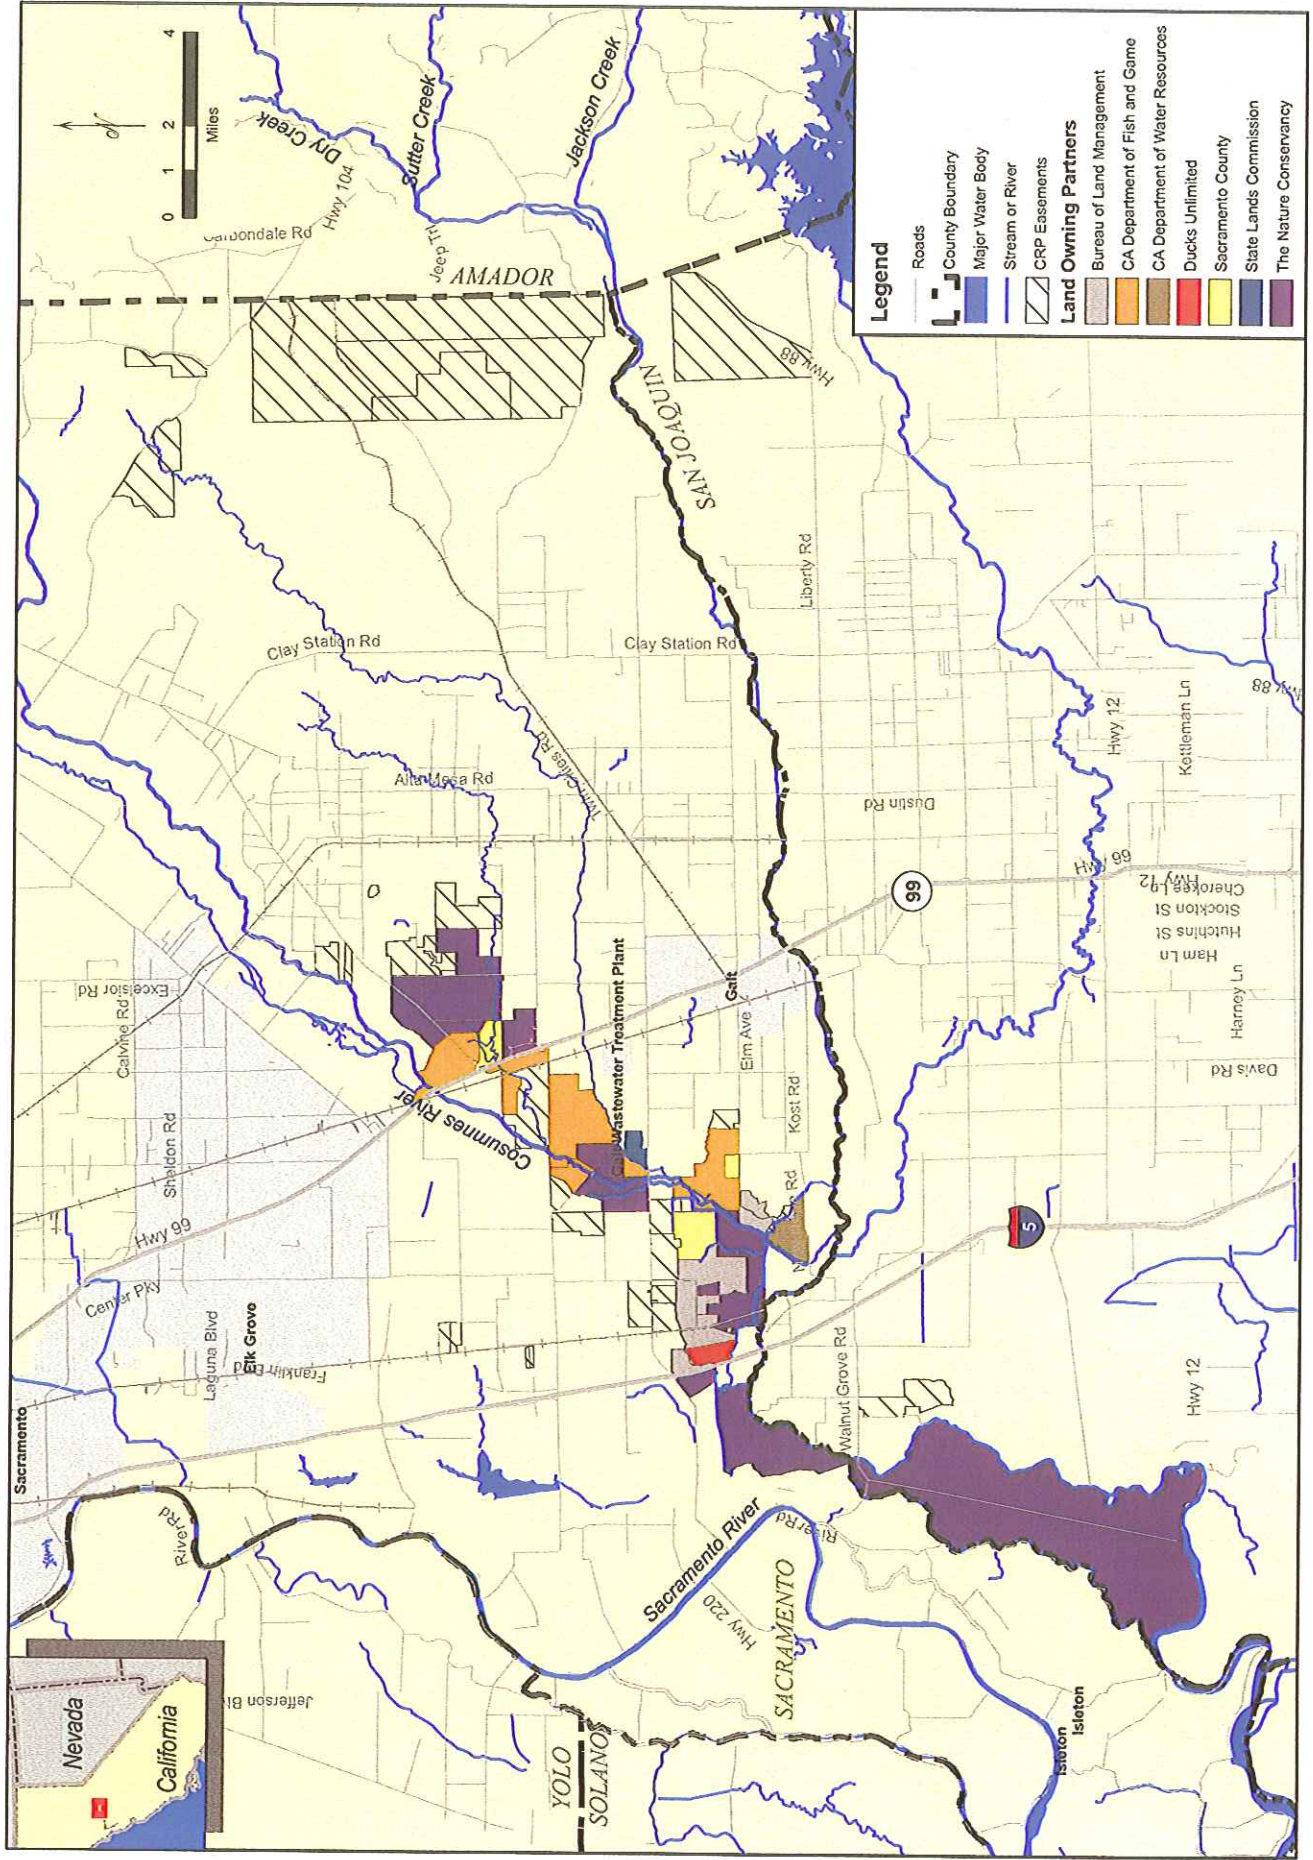 Nevada
California
Sacramento
River Rd
Jefferson Bl
YOLO
SOLANO
SACRAMENTO
Sacramento River
Hwy 220
River Rd
Isleton
Isleton
Center Pky
Laguna Blvd
Elk Grove
Franklin Blvd
Hwy 99
Sheldon Rd
Calvine Rd
Excelsior Rd
Cosumnes River
Wastewater Treatment Plant
Galt
Elm Ave
Kost Rd
Rd
Walnut Grove Rd
5
Hwy 12
Davis Rd
Harney Ln
Ham Ln
Hutchins St
Stockton St
Cherokee Ln
Hwy 12
Hwy 99
99
Dustin Rd
Alta Mesa Rd
Twin Cities Rd
Clay Station Rd
Clay Station Rd
Liberty Rd
Hwy 12
Kettleman Ln
Hwy 88
SAN JOAQUIN
Hwy 88
AMADOR
Jeep Trl
Carbondale Rd
Hwy 104
Dry Creek
Sutter Creek
Jackson Creek
N
0 1 2 4
Miles
Legend
Roads
County Boundary
Major Water Body
Stream or River
CRP Easements
Land Owning Partners
Bureau of Land Management
CA Department of Fish and Game
CA Department of Water Resources
Ducks Unlimited
Sacramento County
State Lands Commission
The Nature Conservancy